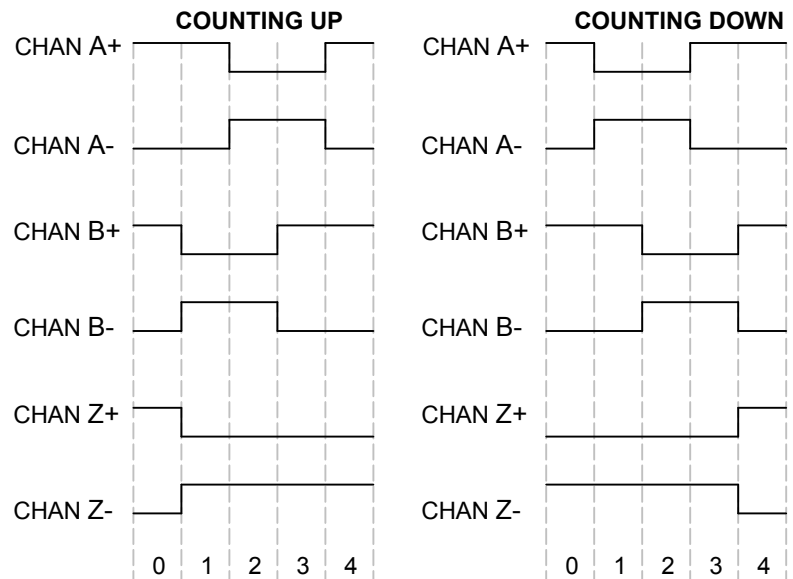 COUNTING UP
CHAN A+
CHAN A-
CHAN B+
CHAN B-
CHAN Z+
CHAN Z-
0 1 2 3 4
COUNTING DOWN
CHAN A+
CHAN A-
CHAN B+
CHAN B-
CHAN Z+
CHAN Z-
0 1 2 3 4